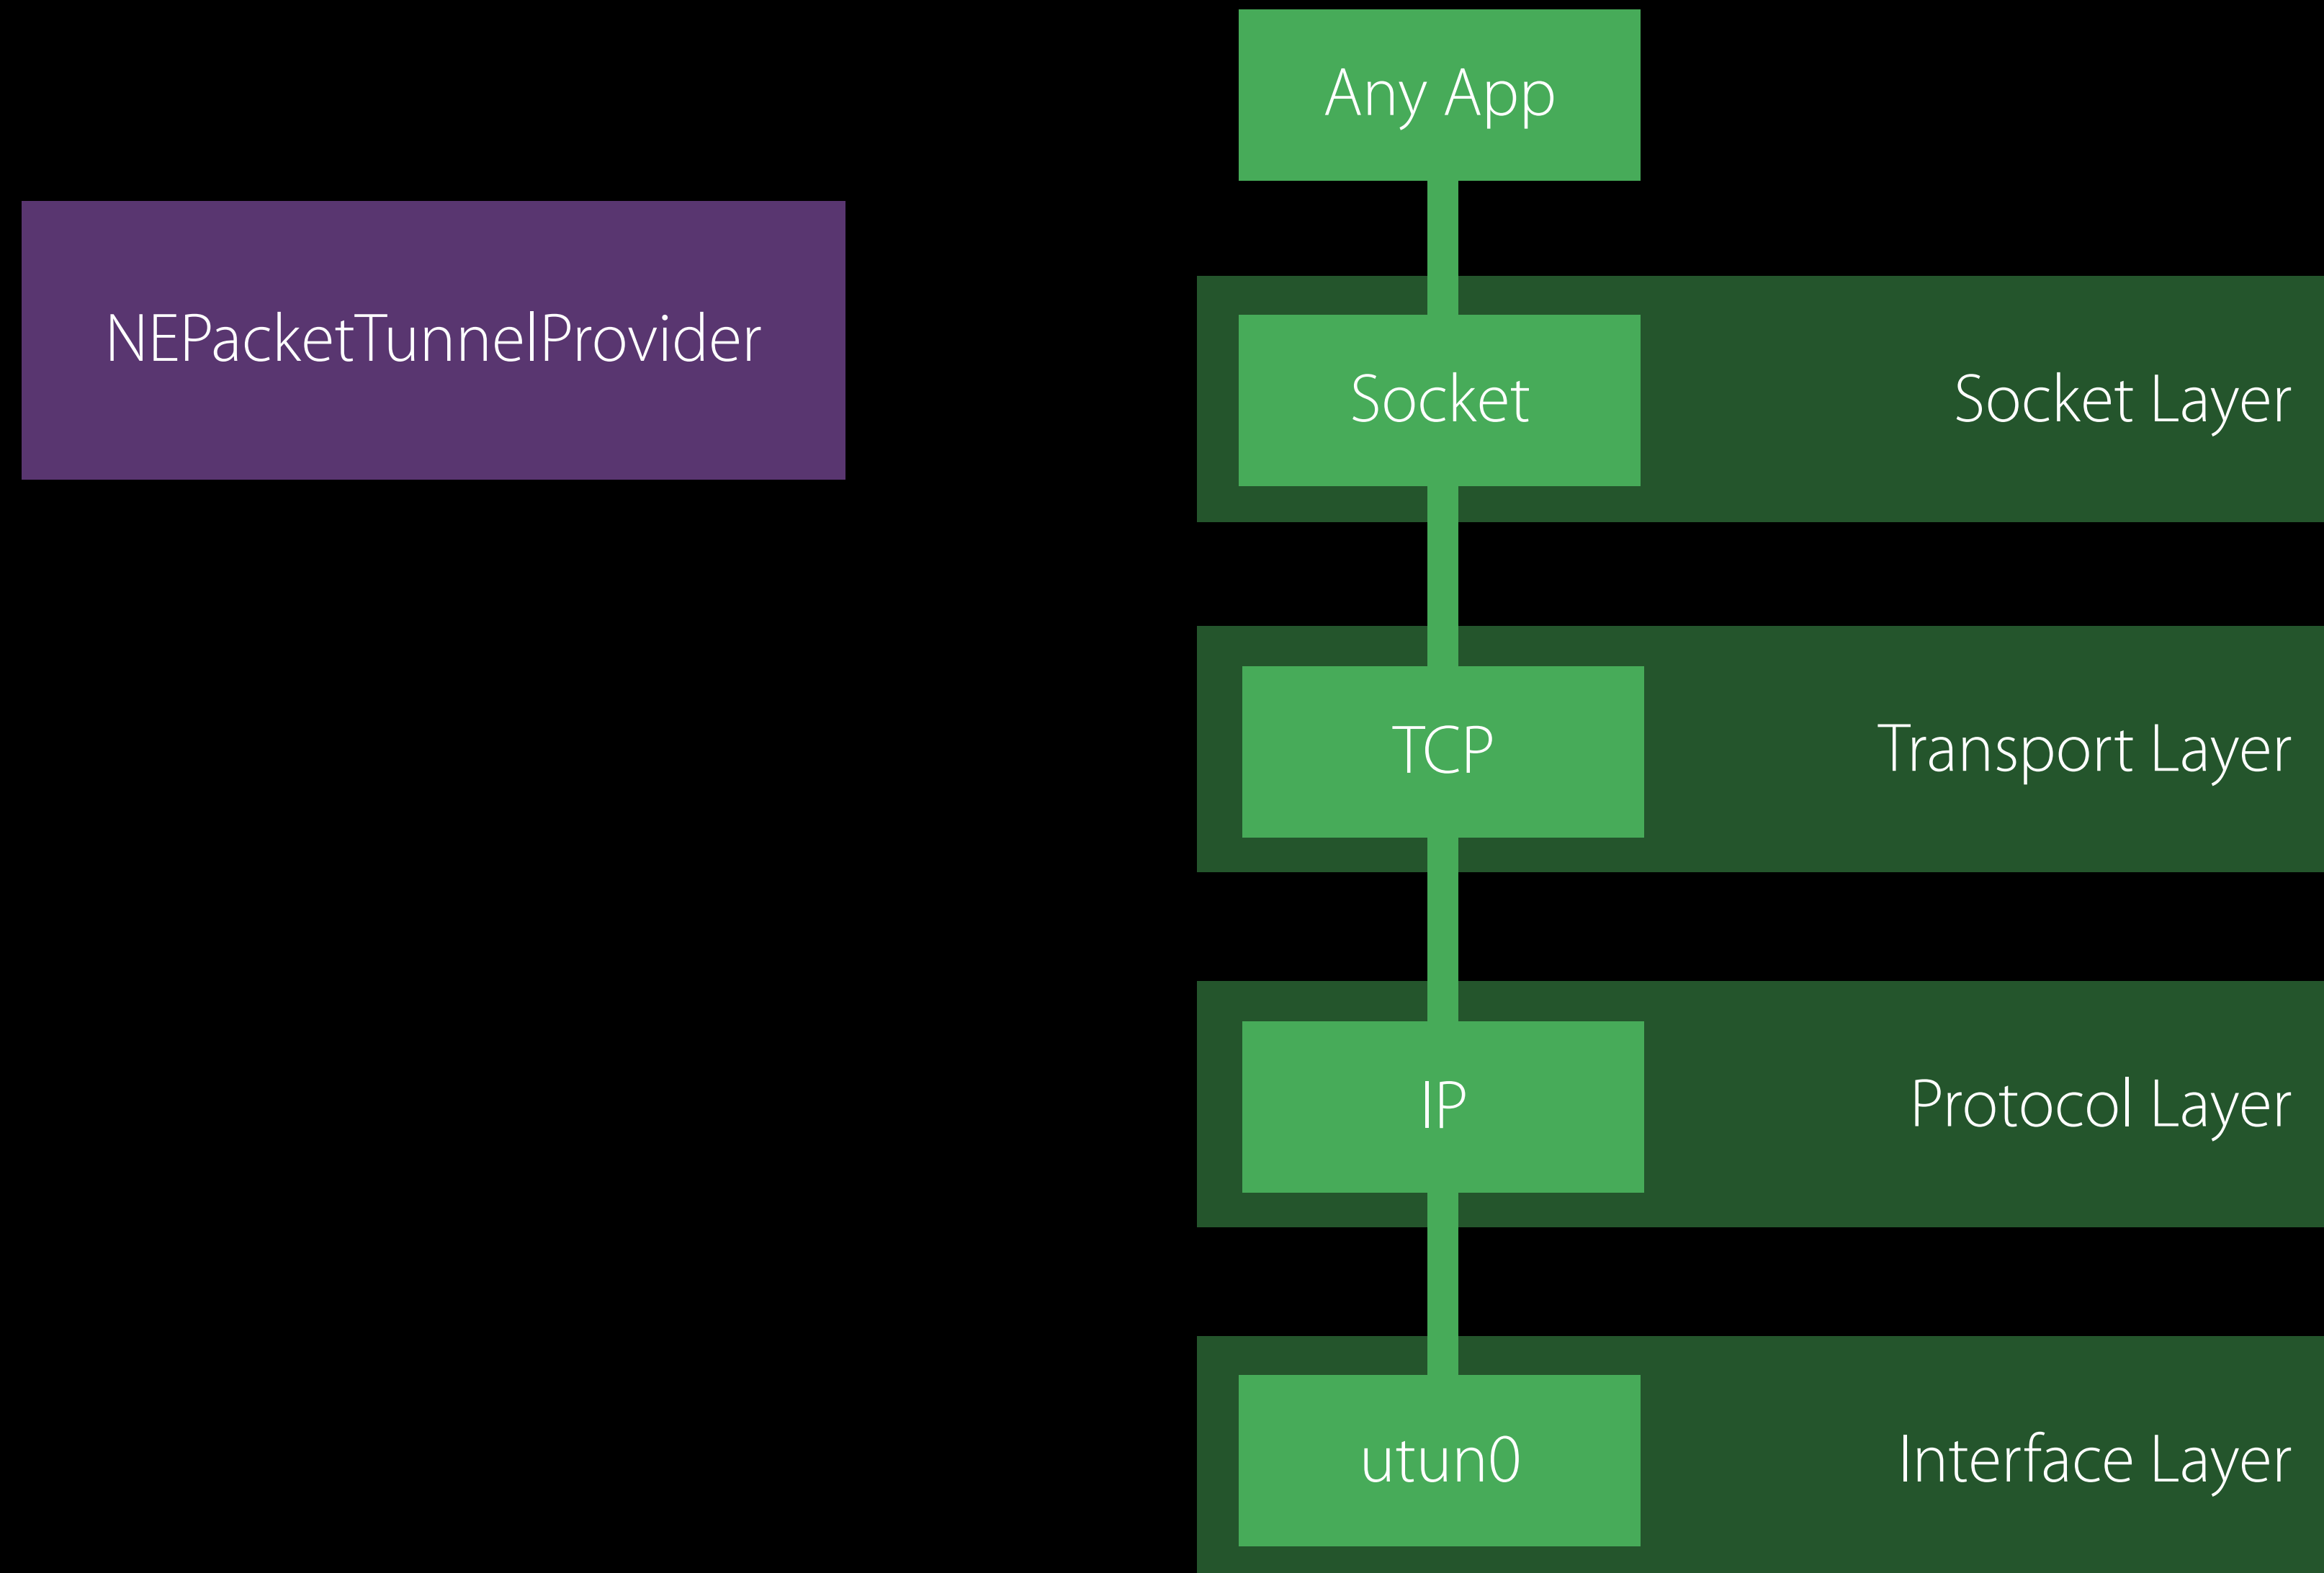 Any App
NEPacketTunnelProvider
Socket
Socket Layer
TCP
Transport Layer
IP
Protocol Layer
utun0
Interface Layer